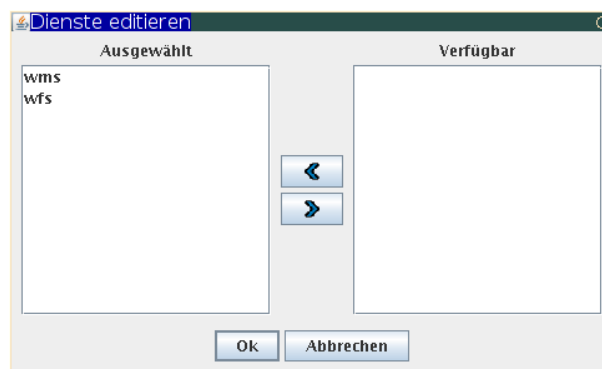 Dienste editieren
Ausgewählt
Verfügbar
wms
wfs
Ok
Abbrechen